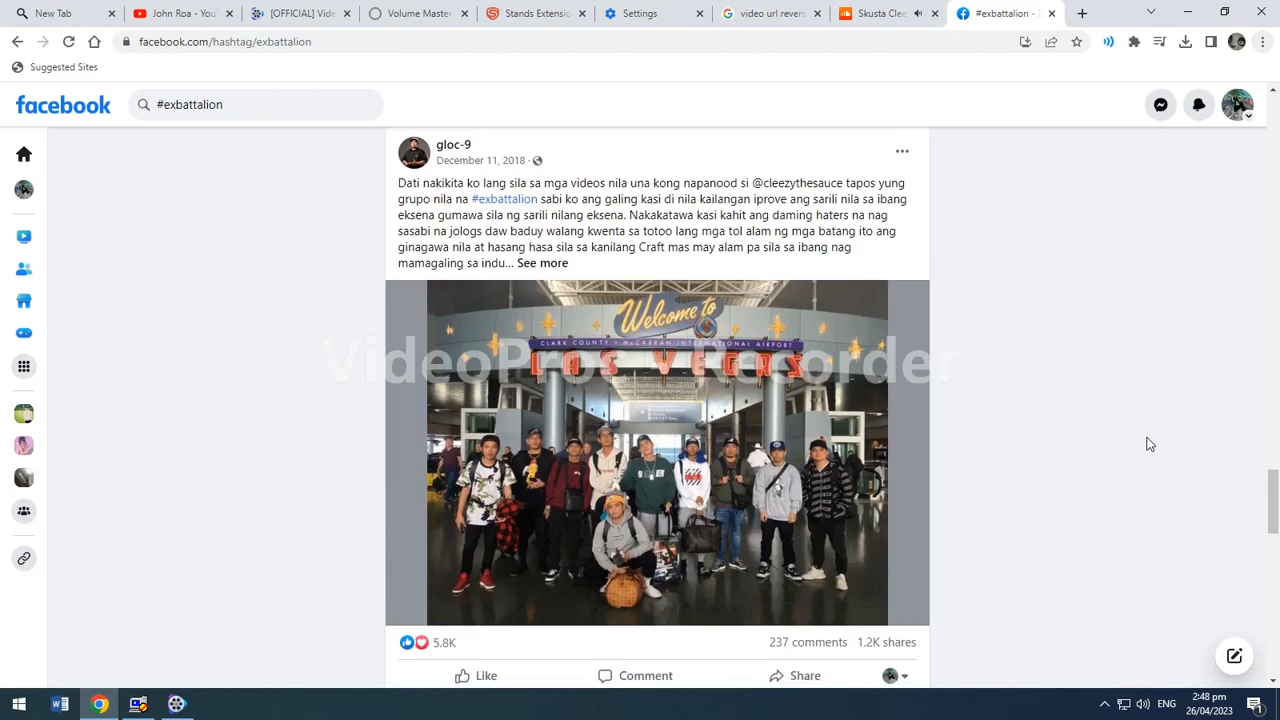 New Tab
John Roa - You
[OFFICIAL] Vide
Volume Master
Stands Extensio
Settings
video url revers
Skusta Clee
#exbattalion - E
facebook.com/hashtag/exbattalion
Suggested Sites
facebook
#exbattalion
gloc-9
December 11, 2018 ·
Dati nakikita ko lang sila sa mga videos nila una kong napanood si @cleezythesauce tapos yung
grupo nila na #exbattalion sabi ko ang galing kasi di nila kailangan iprove ang sarili nila sa ibang
eksena gumawa sila ng sarili nilang eksena. Nakakatawa kasi kahit ang daming haters na nag
sasabi na jologs daw baduy walang kwenta sa totoo lang mga tol alam ng mga batang ito ang
ginagawa nila at hasang hasa sila sa kanilang Craft mas may alam pa sila sa ibang nag
mamagaling sa indu... See more
Welcome to
CLARK COUNTY · McCARRAN INTERNATIONAL AIRPORT
LAS VEGAS
VideoPros Recorder
5.8K
237 comments 1.2K shares
Like
Comment
Share
ENG
2:48 pm
26/04/2023
1